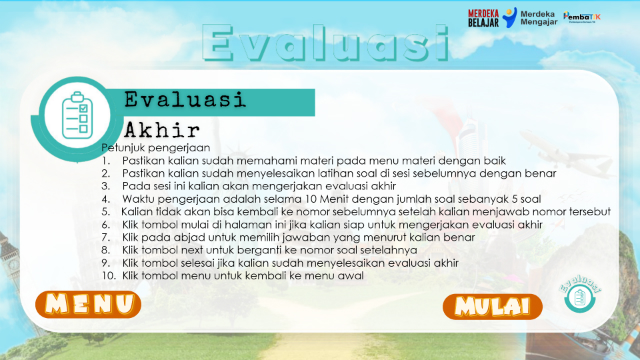 MERDEKA BELAJAR
Merdeka Mengajar
Evaluasi
Evaluasi
Akhir
Petunjuk pengerjaan
1. Pastikan kalian sudah memahami materi pada menu materi dengan baik
2. Pastikan kalian sudah menyelesaikan latihan soal di sesi sebelumnya dengan benar
3. Pada sesi ini kalian akan mengerjakan evaluasi akhir
4. Waktu pengerjaan adalah selama 10 Menit dengan jumlah soal sebanyak 5 soal
5. Kalian tidak akan bisa kembali ke nomor sebelumnya setelah kalian menjawab nomor tersebut
6. Klik tombol mulai di halaman ini jika kalian siap untuk mengerjakan evaluasi akhir
7. Klik pada abjad untuk memilih jawaban yang menurut kalian benar
8. Klik tombol next untuk berganti ke nomor soal setelahnya
9. Klik tombol selesai jika kalian sudah menyelesaikan evaluasi akhir
10. Klik tombol menu untuk kembali ke menu awal
MENU
MULAI
Evaluasi